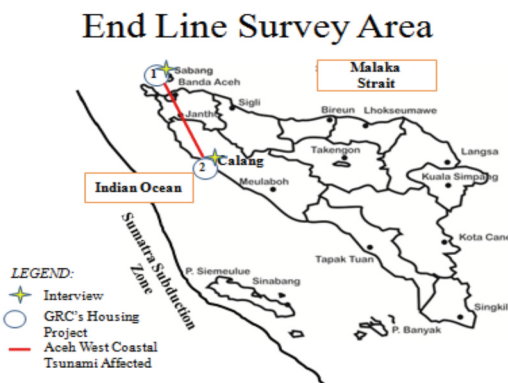 End Line Survey Area
Malaka
Strait
1
Sabang
Banda Aceh
Sigli
Janth
Bireun
Lhokseumawe
Takengon
Langsa
Kuala Simpang
2
Calang
Meulaboh
Indian Ocean
Kota Cane
Tapak Tuan
Sumatra Subduction
Zone
P. Siemeulue
Sinabang
Singkil
P. Banyak
LEGEND:
Interview
GRC's Housing
Project
Aceh West Coastal
Tsunami Affected